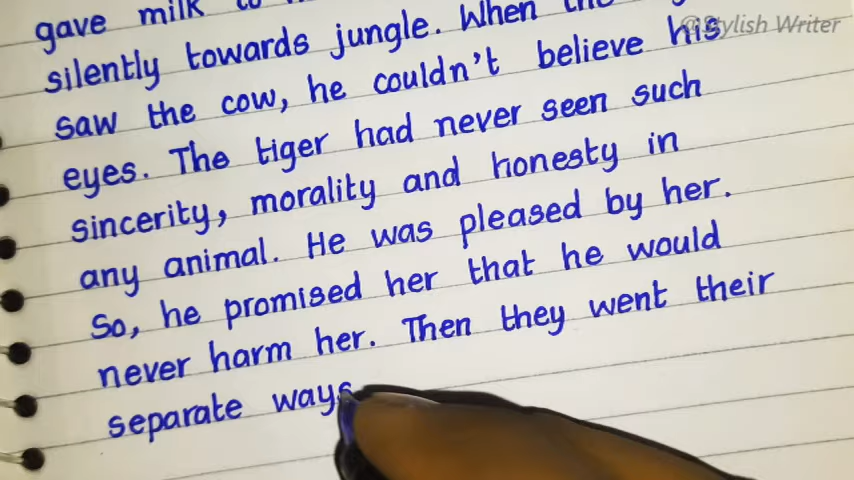 gave milk to
silently towards jungle. When the
saw the cow, he couldn't believe his
eyes. The tiger had never seen such
sincerity, morality and honesty in
any animal. He was pleased by her.
So, he promised her that he would
never harm her. Then they went their
separate ways
@Stylish Writer